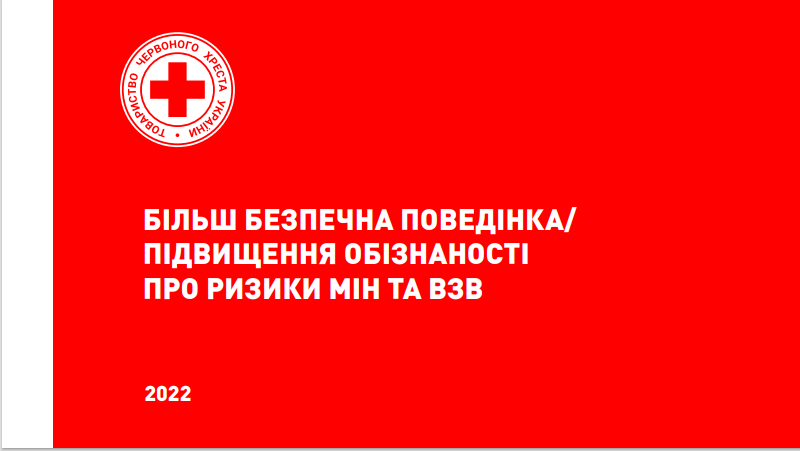 ТОВАРИСТВО ЧЕРВОНОГО ХРЕСТА УКРАЇНИ •
БІЛЬШ БЕЗПЕЧНА ПОВЕДІНКА/
ПІДВИЩЕННЯ ОБІЗНАНОСТІ
ПРО РИЗИКИ МІН ТА ВЗВ
2022